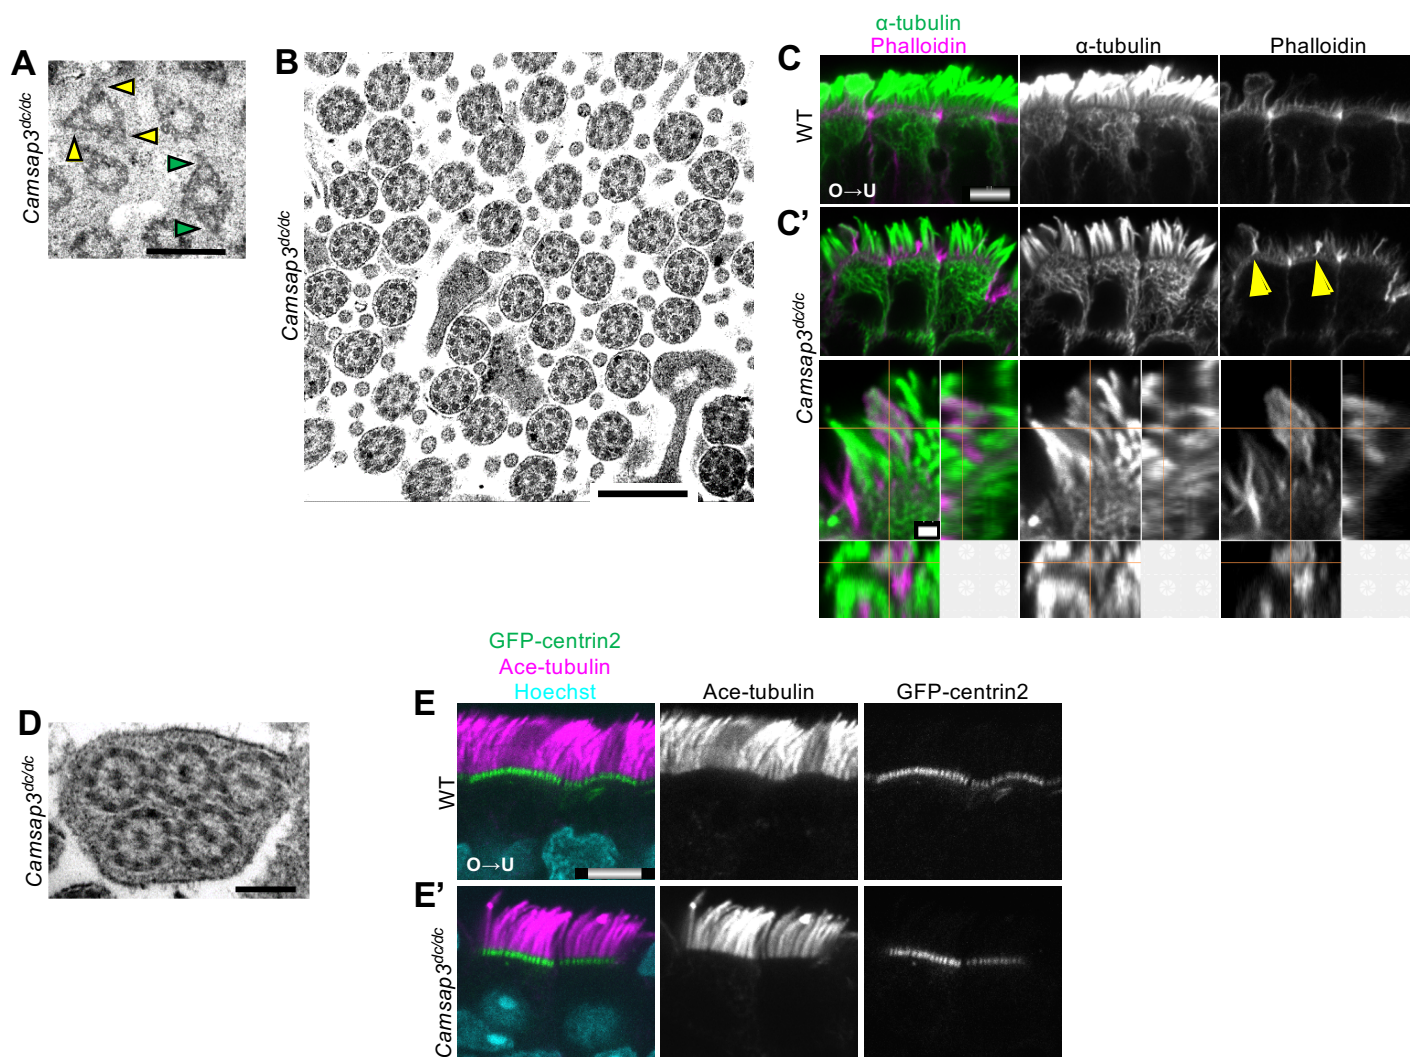 A
Camsap3dc/dc
B
Camsap3dc/dc
α-tubulin
Phalloidin
α-tubulin
Phalloidin
C
WT
O→U
C'
Camsap3dc/dc
D
Camsap3dc/dc
GFP-centrin2
Ace-tubulin
Hoechst
Ace-tubulin
GFP-centrin2
E
WT
O→U
E'
Camsap3dc/dc